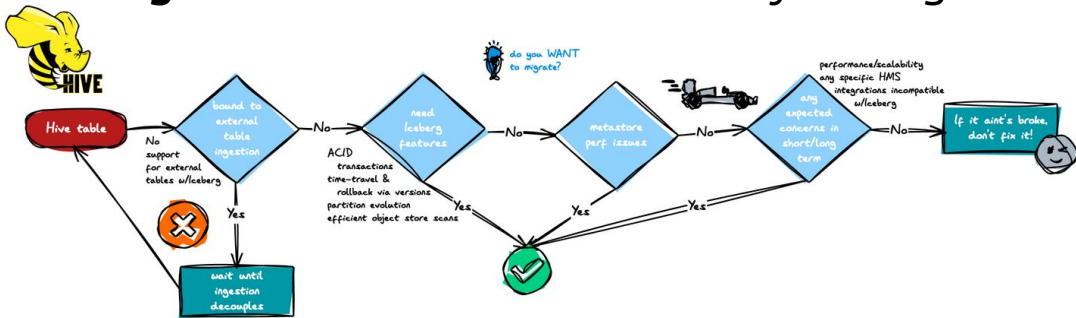 HIVE
Hive table
No
support
for external
tables w/Iceberg
bound to
external
table
ingestion
Yes
wait until
ingestion
decouples
No
need
Iceberg
features
ACID
transactions
time-travel &
rollback via versions
partition evolution
efficient object store scans
Yes
do you WANT
to migrate?
No
metastore
perf issues
Yes
No
performance/scalability
any specific HMS
integrations incompatible
w/Iceberg
any
expected
concerns in
short/long
term
Yes
No
If it aint's broke,
don't fix it!